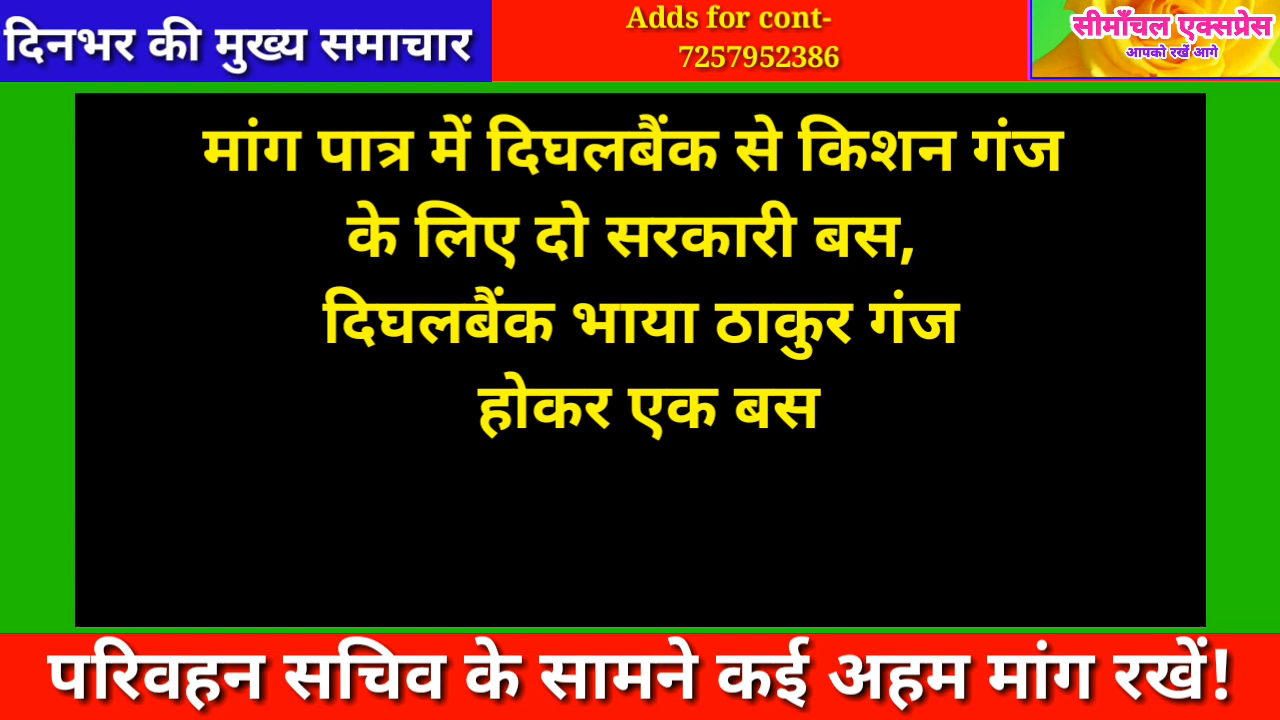 दिनभर की मुख्य समाचार
Adds for cont-
7257952386
सीमाँचल एक्सप्रेस
आपको रखें आगे
मांग पात्र में दिघलबैंक से किशन गंज
के लिए दो सरकारी बस,
दिघलबैंक भाया ठाकुर गंज
होकर एक बस
परिवहन सचिव के सामने कई अहम मांग रखें!